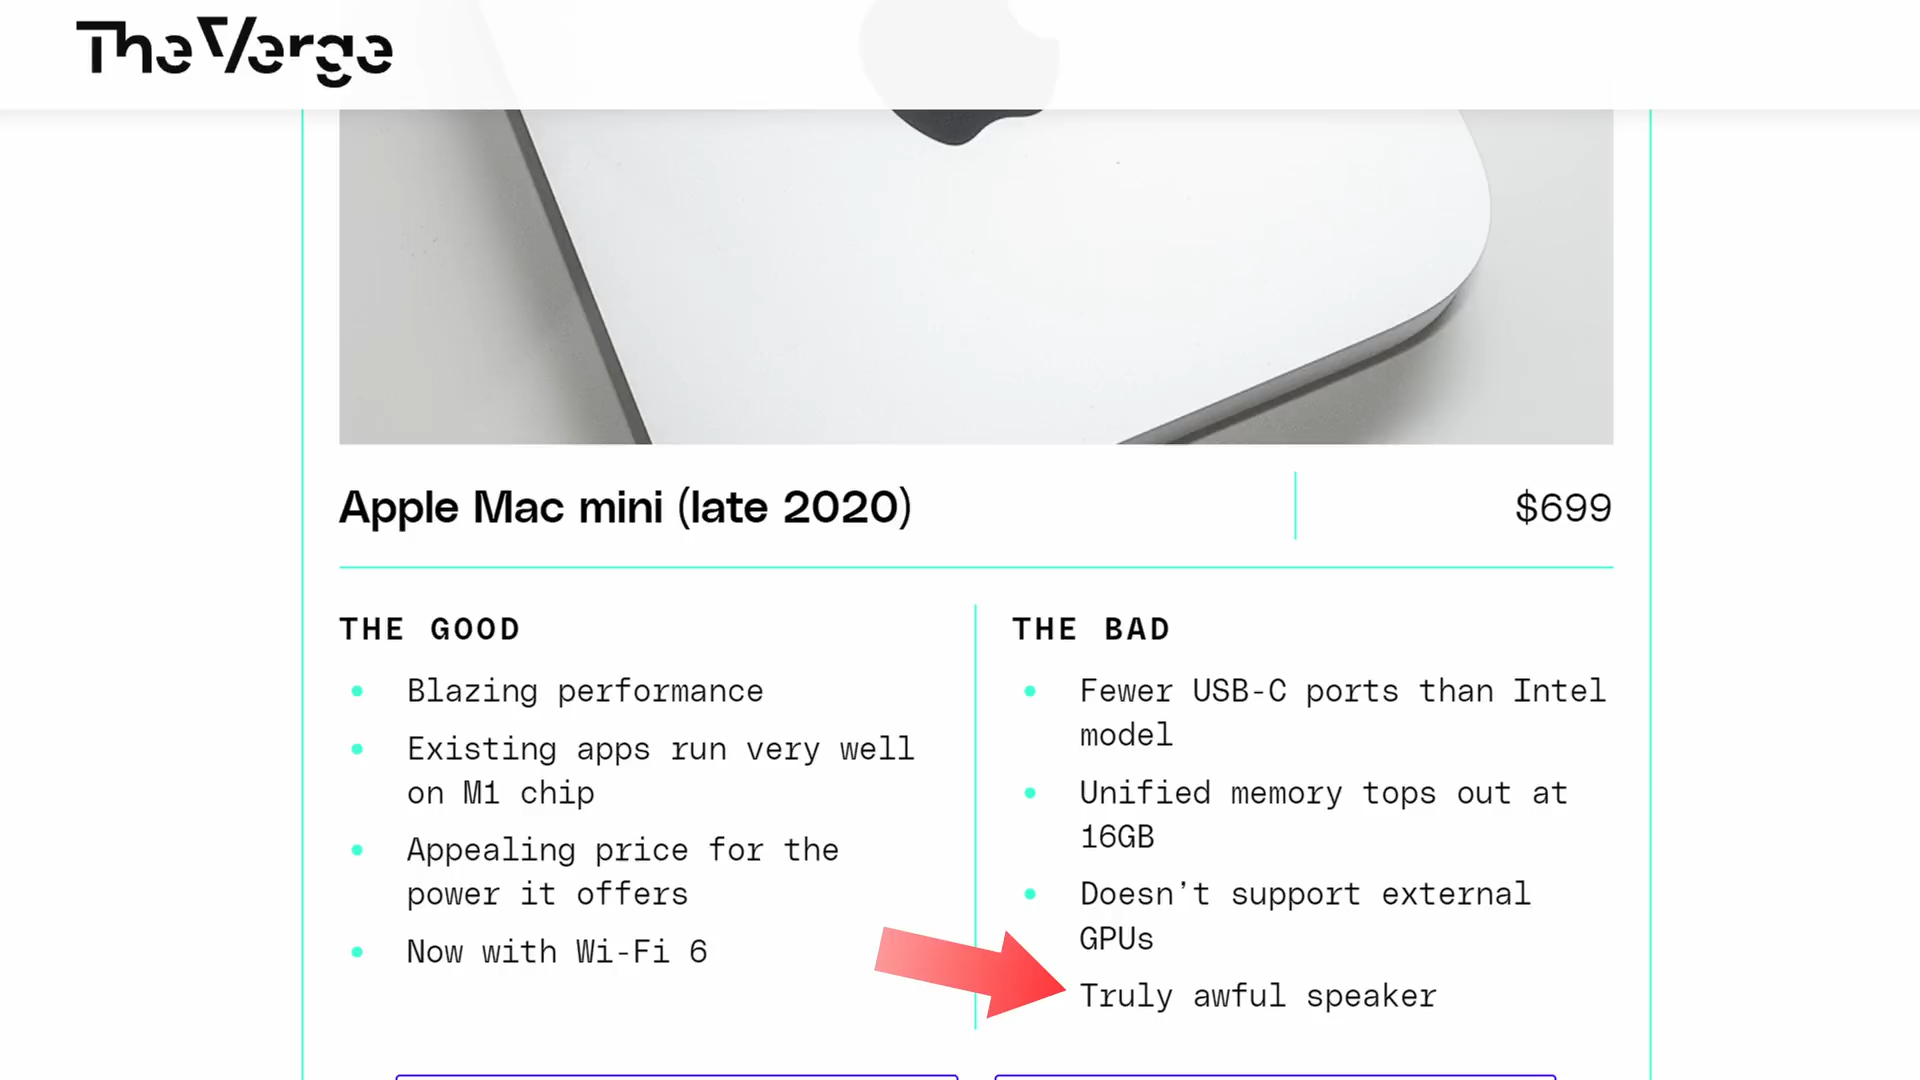 The Verge
Apple Mac mini (late 2020)
$699
THE GOOD
Blazing performance
Existing apps run very well
on M1 chip
Appealing price for the
power it offers
Now with Wi-Fi 6
THE BAD
Fewer USB-C ports than Intel
model
Unified memory tops out at
16GB
Doesn't support external
GPUs
Truly awful speaker